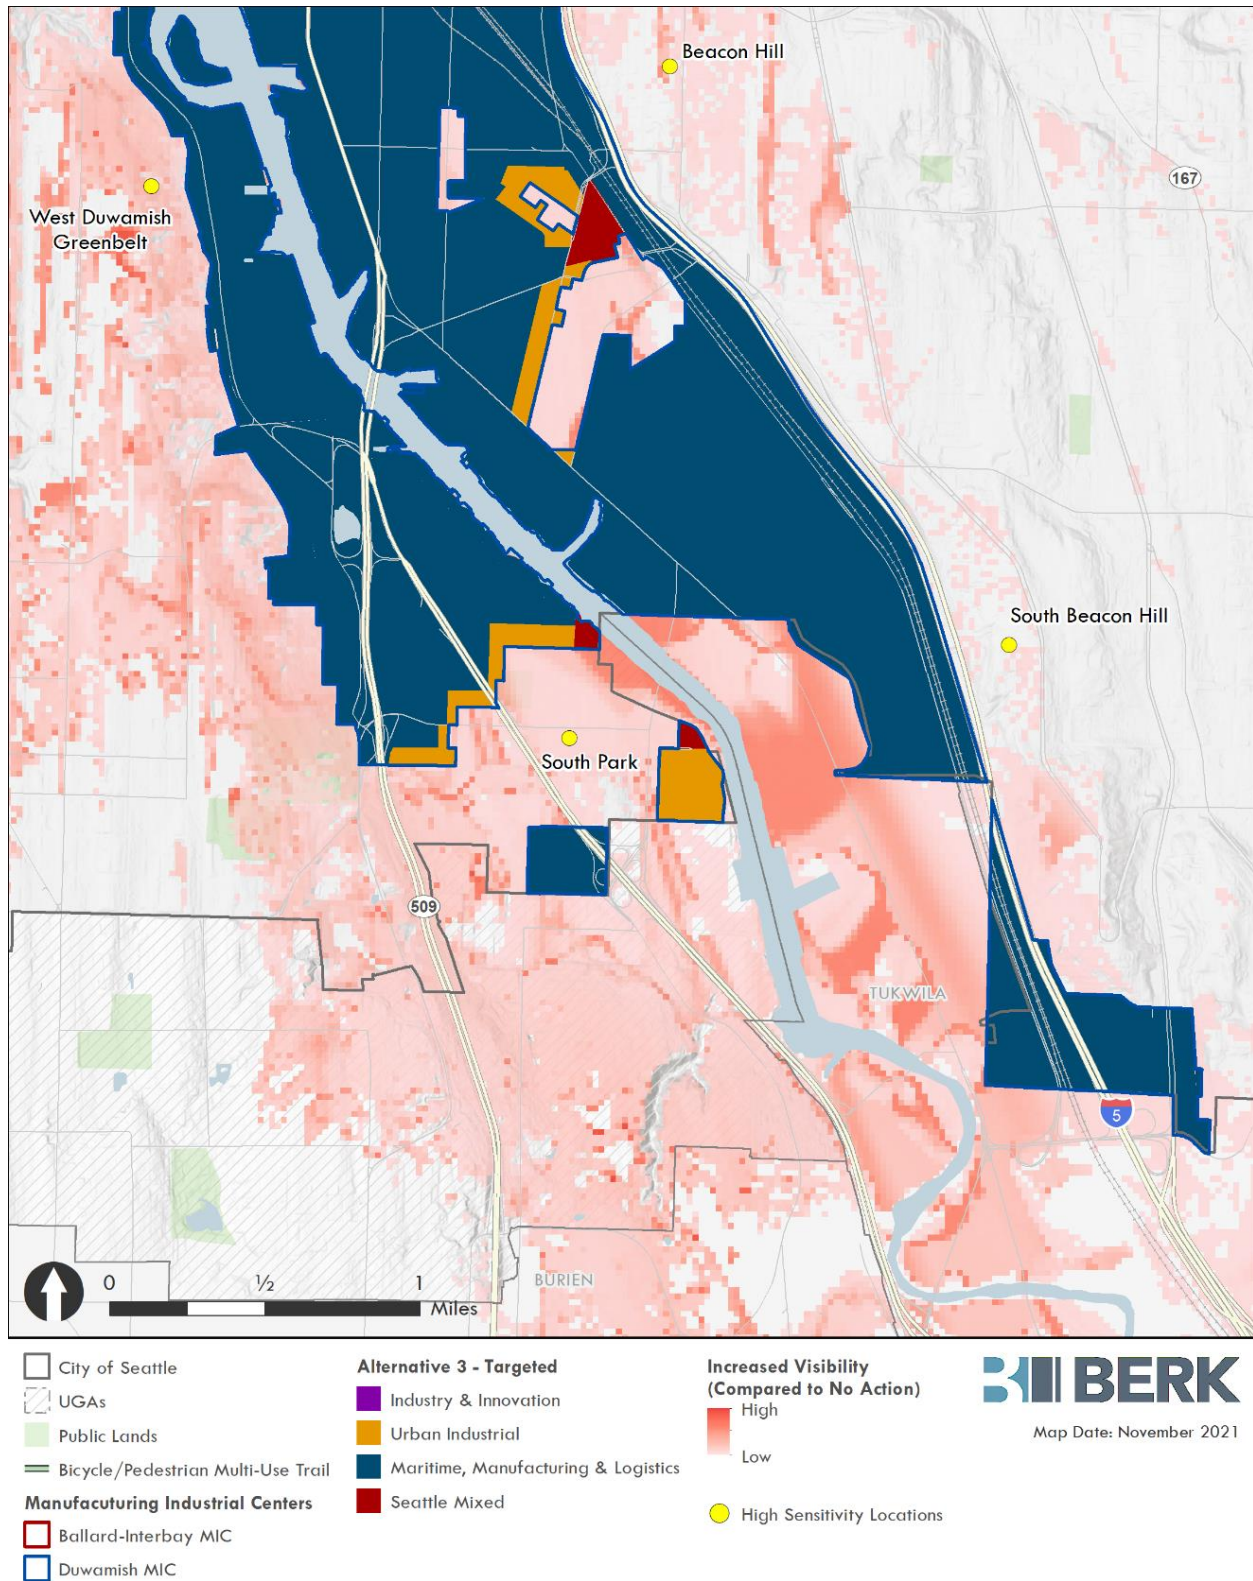 Beacon Hill
167
West Duwamish
Greenbelt
South Beacon Hill
South Park
509
TUKWILA
5
BURIEN
0 ½ 1
Miles
City of Seattle
UGAs
Public Lands
Bicycle/Pedestrian Multi-Use Trail
Manufacuturing Industrial Centers
Ballard-Interbay MIC
Duwamish MIC
Alternative 3 - Targeted
Industry & Innovation
Urban Industrial
Maritime, Manufacturing & Logistics
Seattle Mixed
Increased Visibility
(Compared to No Action)
High
Low
High Sensitivity Locations
BERK
Map Date: November 2021